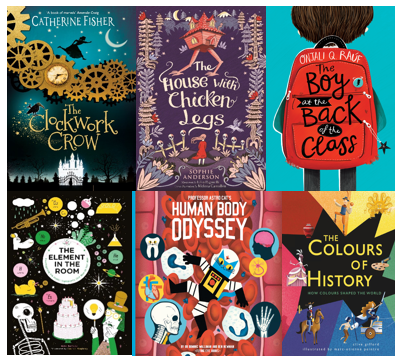 "A book of marvels" Amanda Craig
CATHERINE FISHER
The
Clockwork
Crow
The
House with
Chicken
Legs
SOPHIE
ANDERSON
ONJALI Q. RAÚF
The
Boy
at the
Back
of the
Class
THE
ELEMENT
IN THE
ROOM
PROFESSOR ASTRO CAT'S
HUMAN BODY
ODYSSEY
THE
COLOURS
OF
HISTORY
HOW COLOURS SHAPED THE WORLD
clive gifford